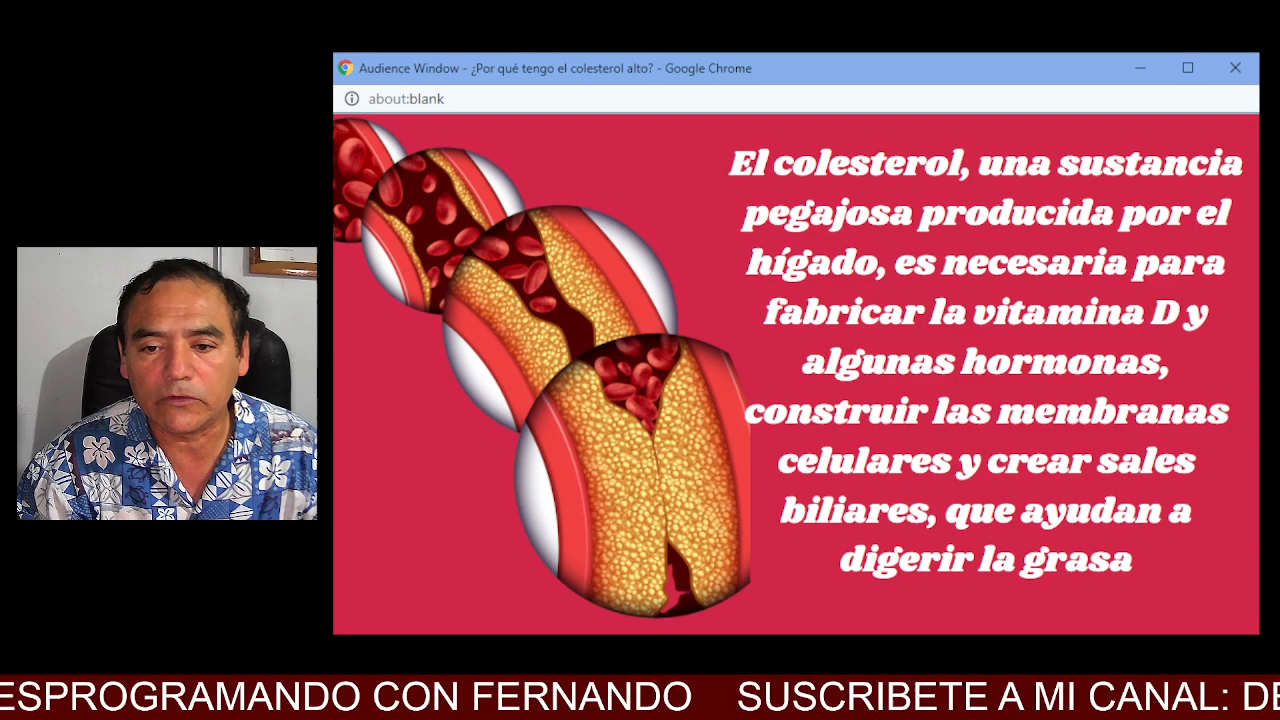 Audience Window - ¿Por qué tengo el colesterol alto? - Google Chrome
about:blank
El colesterol, una sustancia
pegajosa producida por el
hígado, es necesaria para
fabricar la vitamina D y
algunas hormonas,
construir las membranas
celulares y crear sales
biliares, que ayudan a
digerir la grasa
ESPROGRAMANDO CON FERNANDO SUSCRIBETE A MI CANAL: DE